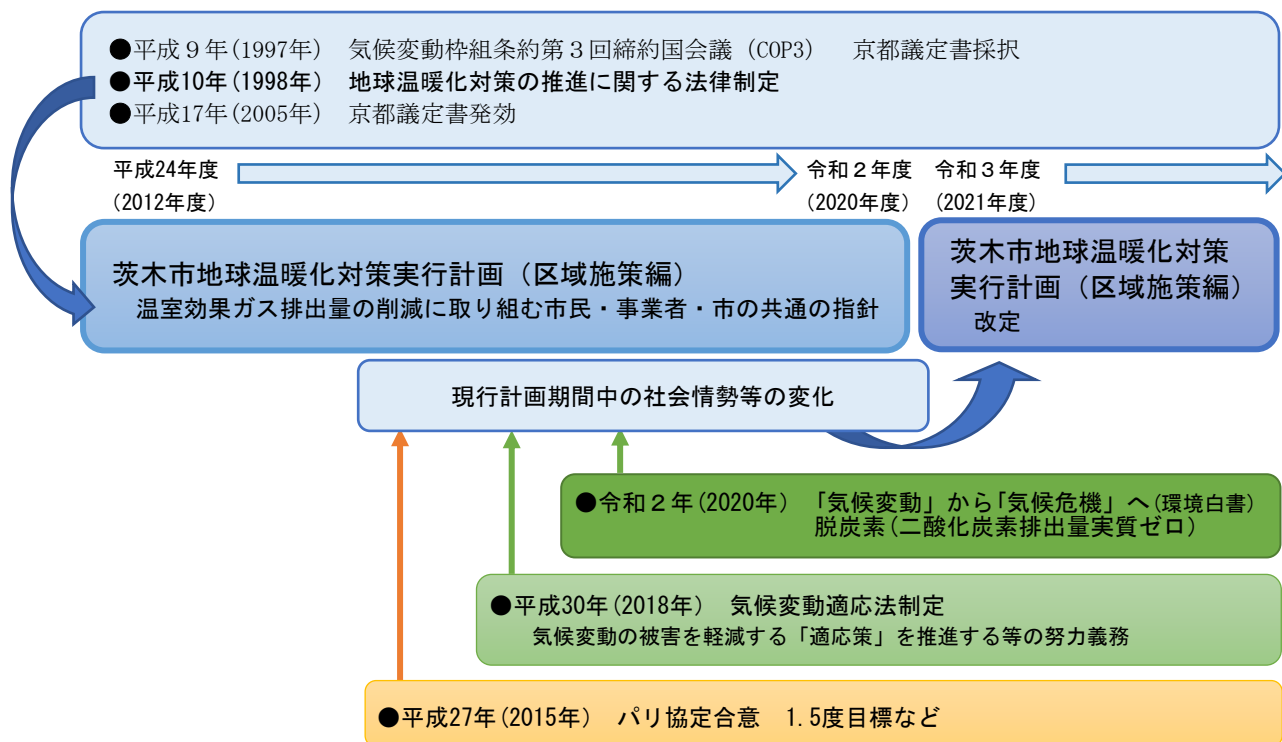 ●平成９年(1997年)　気候変動枠組条約第３回締約国会議（COP3）　京都議定書採択
●平成10年(1998年)　地球温暖化対策の推進に関する法律制定
●平成17年(2005年)　京都議定書発効
平成24年度　令和２年度　令和３年度
(2012年度)　(2020年度)　(2021年度)
茨木市地球温暖化対策実行計画（区域施策編）
温室効果ガス排出量の削減に取り組む市民・事業者・市の共通の指針
茨木市地球温暖化対策
実行計画（区域施策編）
改定
現行計画期間中の社会情勢等の変化
●令和２年(2020年)　「気候変動」から「気候危機」へ(環境白書)
脱炭素(二酸化炭素排出量実質ゼロ)
●平成30年(2018年)　気候変動適応法制定
気候変動の被害を軽減する「適応策」を推進する等の努力義務
●平成27年(2015年)　パリ協定合意　1.5度目標など